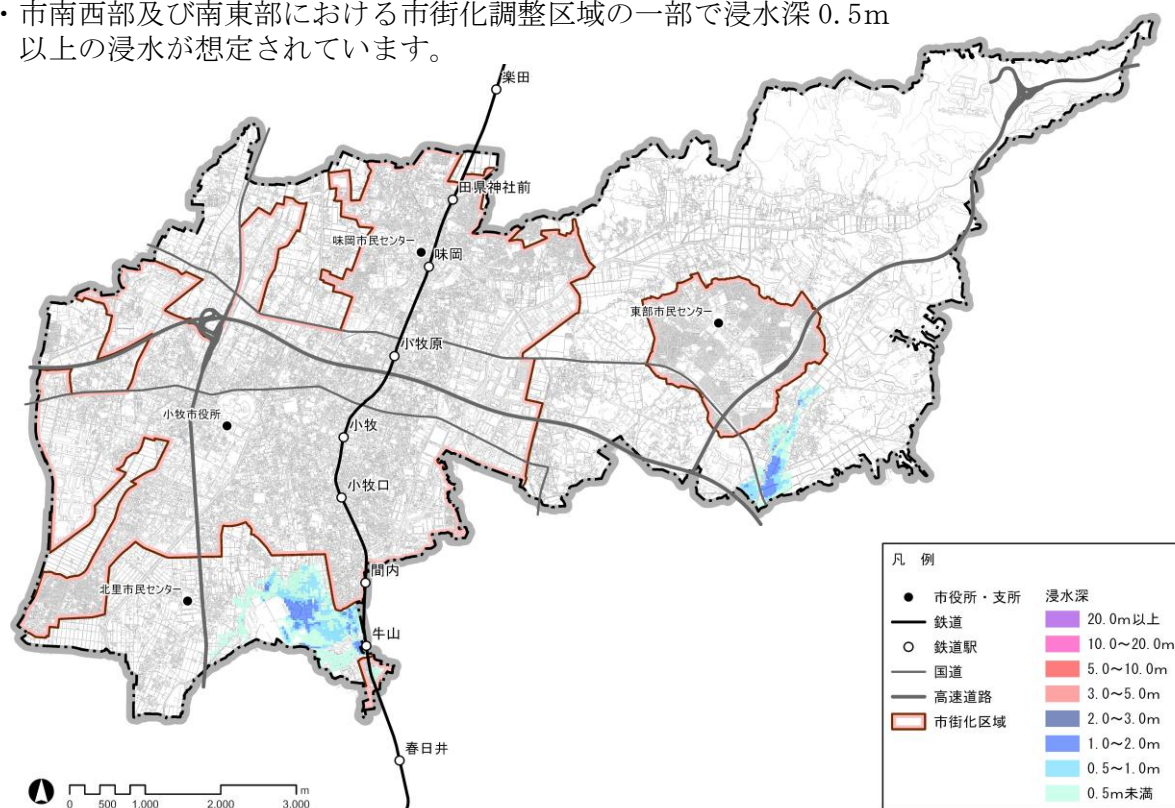 ・市南西部及び南東部における市街化調整区域の一部で浸水深 0.5m
以上の浸水が想定されています。
楽田
田県神社前
味岡市民センター
味岡
東部市民センター
小牧原
小牧市役所
小牧
小牧口
間内
北里市民センター
牛山
春日井
凡 例
市役所・支所
鉄道
鉄道駅
国道
高速道路
市街化区域
浸水深
20.0m以上
10.0～20.0m
5.0～10.0m
3.0～5.0m
2.0～3.0m
1.0～2.0m
0.5～1.0m
0.5m未満
0 500 1,000 2,000 3,000 m